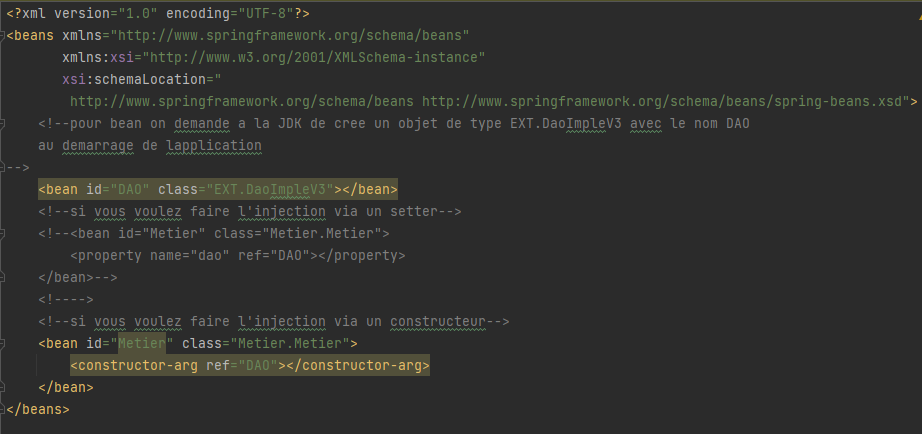 <?xml version="1.0" encoding="UTF-8"?>
<beans xmlns="http://www.springframework.org/schema/beans"
xmlns:xsi="http://www.w3.org/2001/XMLSchema-instance"
xsi:schemaLocation="
http://www.springframework.org/schema/beans http://www.springframework.org/schema/beans/spring-beans.xsd">
<!--pour bean on demande a la JDK de cree un objet de type EXT.DaoImpleV3 avec le nom DAO
au demarrage de lapplication
-->
<bean id="DAO" class="EXT.DaoImpleV3"></bean>
<!--si vous voulez faire l'injection via un setter-->
<!--<bean id="Metier" class="Metier.Metier">
<property name="dao" ref="DAO"></property>
</bean>-->
<!---->
<!--si vous voulez faire l'injection via un constructeur-->
<bean id="Metier" class="Metier.Metier">
<constructor-arg ref="DAO"></constructor-arg>
</bean>
</beans>